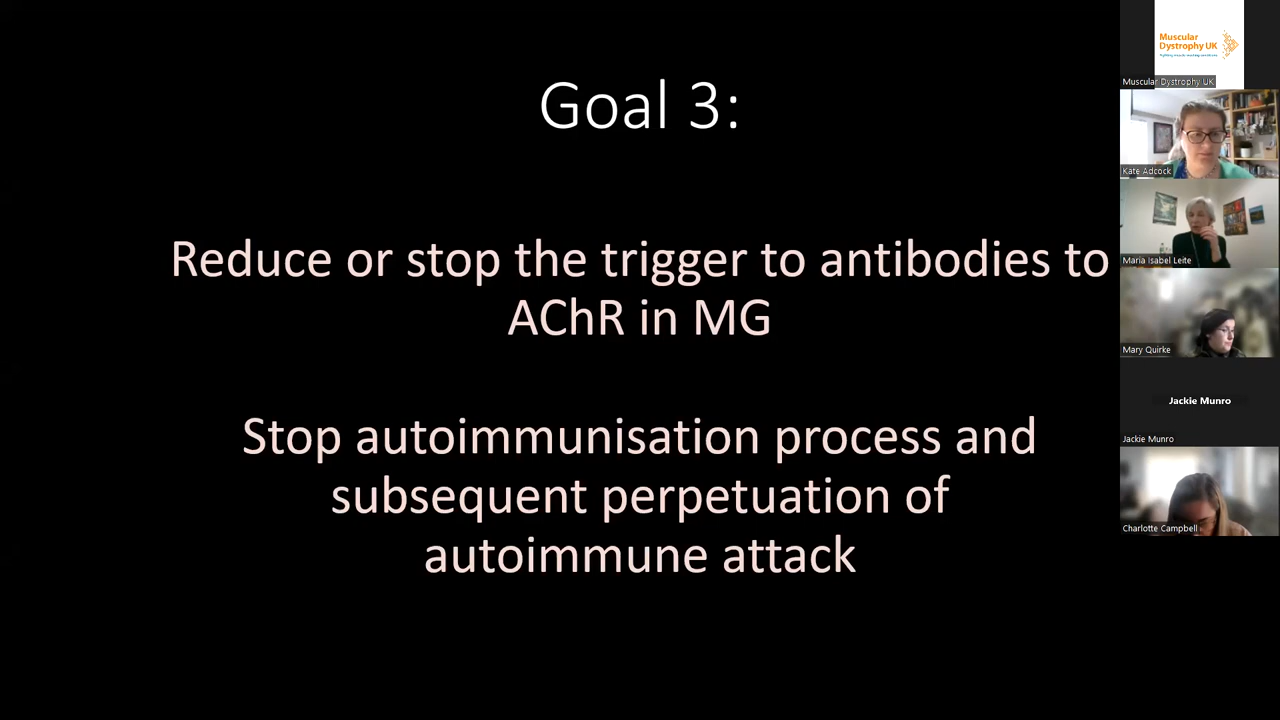 Goal 3:
Reduce or stop the trigger to antibodies to
AChR in MG
Stop autoimmunisation process and
subsequent perpetuation of
autoimmune attack
Muscular
Dystrophy UK
Muscular Dystrophy UK
Kate Adcock
Maria Isabel Leite
Mary Quirke
Jackie Munro
Jackie Munro
Charlotte Campbell